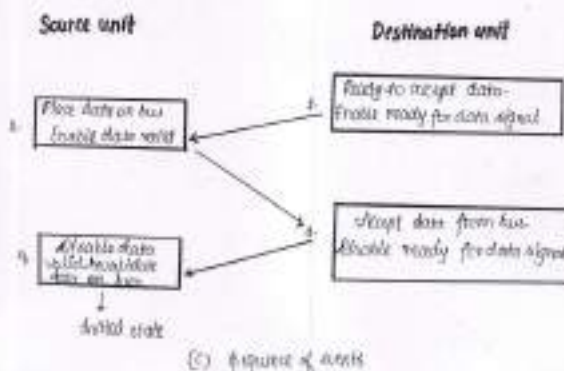 Source unit
Destination unit
Ready to accept data.
Enable ready for data signal
2.
Place data on bus
Enable data valid
1.
3.
Accept data from bus.
Disable ready for data signal
4.
Disable data
valid invalidate
data on bus
Initial state
(c) Sequence of events